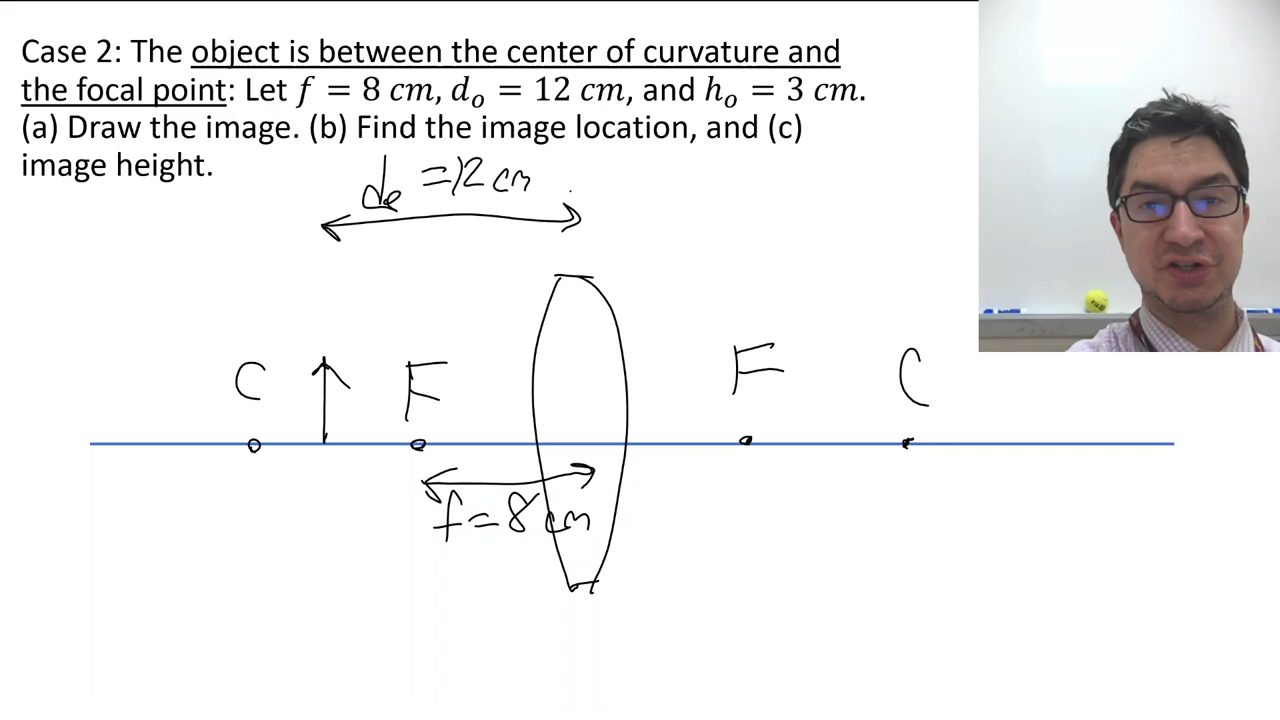 Case 2: The object is between the center of curvature and
the focal point: Let f = 8 cm, dₒ = 12 cm, and hₒ = 3 cm.
(a) Draw the image. (b) Find the image location, and (c)
image height.
dₒ = 12 cm
C F F C
f = 8 cm